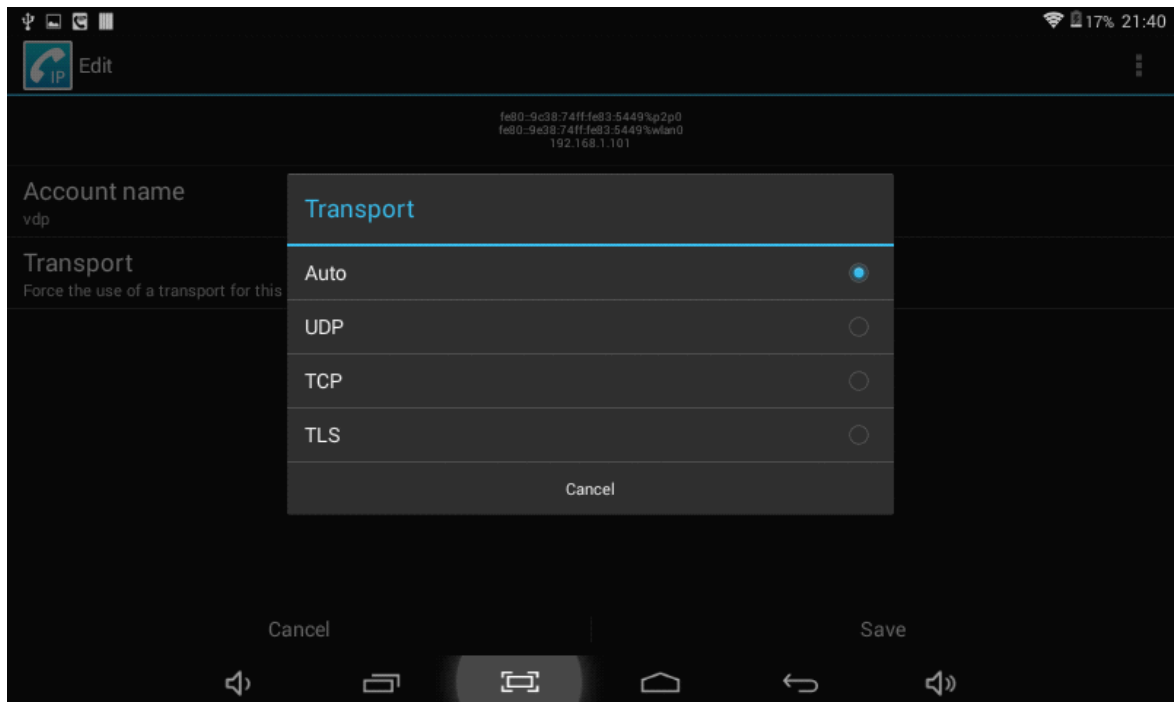 17% 21:40
IP Edit
fe80::9c38:74ff:fe83:5449%p2p0
fe80::9e38:74ff:fe83:5449%wlan0
192.168.1.101
Account name
vdp
Transport
Force the use of a transport for this
Transport
Auto
UDP
TCP
TLS
Cancel
Cancel
Save